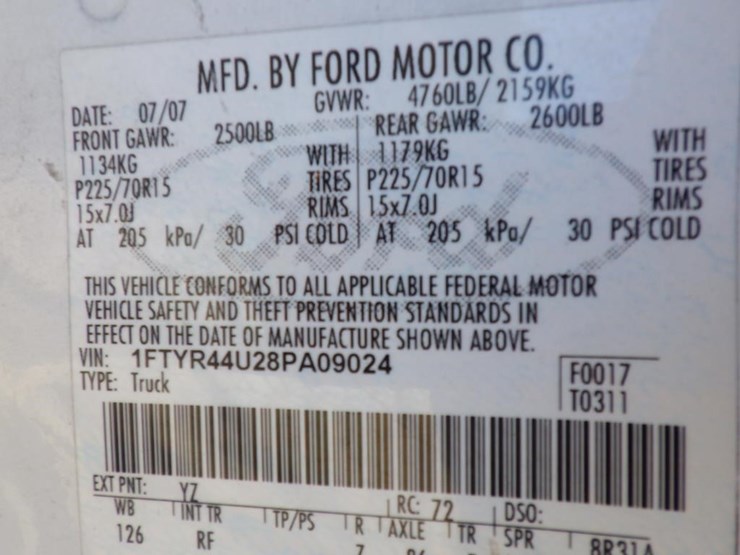 MFD. BY FORD MOTOR CO.
DATE: 07/07 GVWR: 4760LB/ 2159KG
FRONT GAWR: 2500LB REAR GAWR: 2600LB
1134KG WITH 1179KG WITH
P225/70R15 TIRES P225/70R15 TIRES
15x7.0J RIMS 15x7.0J RIMS
AT 205 kPa/ 30 PSI COLD AT 205 kPa/ 30 PSI COLD
Ford
THIS VEHICLE CONFORMS TO ALL APPLICABLE FEDERAL MOTOR
VEHICLE SAFETY AND THEFT PREVENTION STANDARDS IN
EFFECT ON THE DATE OF MANUFACTURE SHOWN ABOVE.
VIN: 1FTYR44U28PA09024
F0017
TYPE: Truck
T0311
EXT PNT: YZ RC: 72 DSO:
WB INT TR TP/PS R AXLE TR SPR
126 RF 7